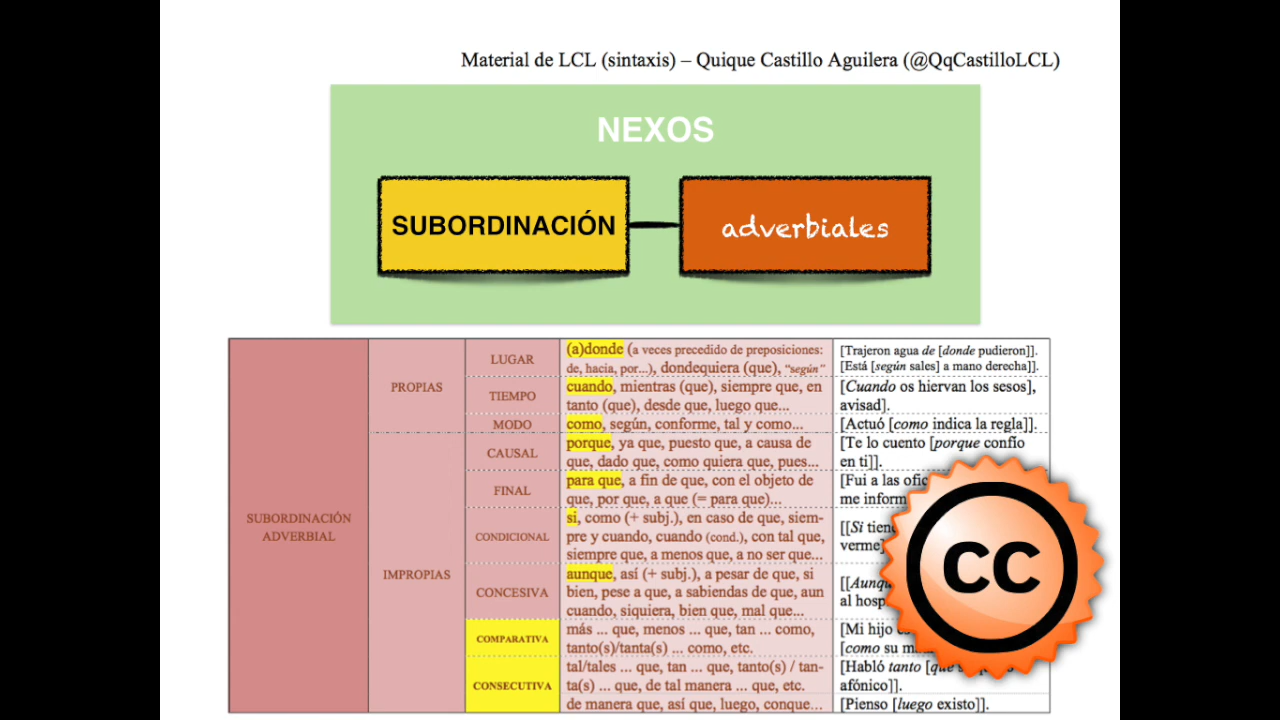 Material de LCL (sintaxis) – Quique Castillo Aguilera (@QqCastilloLCL)
NEXOS
SUBORDINACIÓN
adverbiales
SUBORDINACIÓN
ADVERBIAL
PROPIAS
LUGAR
(a)donde (a veces precedido de preposiciones:
de, hacia, por...), dondequiera (que), "según"
[Trajeron agua de [donde pudieron]].
[Está [según sales] a mano derecha]].
TIEMPO
cuando, mientras (que), siempre que, en
tanto (que), desde que, luego que...
[Cuando os hiervan los sesos],
avisad].
MODO
como, según, conforme, tal y como...
[Actuó [como indica la regla]].
IMPROPIAS
CAUSAL
porque, ya que, puesto que, a causa de
que, dado que, como quiera que, pues...
[Te lo cuento [porque confío
en ti]].
FINAL
para que, a fin de que, con el objeto de
que, por que, a que (= para que)...
[Fui a las
me
CONDICIONAL
si, como (+ subj.), en caso de que, siem-
pre y cuando, cuando (cond.), con tal que,
siempre que, a menos que, a no ser que...
[[Si
verme]
CONCESIVA
aunque, así (+ subj.), a pesar de que, si
bien, pese a que, a sabiendas de que, aun
cuando, siquiera, bien que, mal que...
al
COMPARATIVA
más ... que, menos ... que, tan ... como,
tanto(s)/tanta(s) ... como, etc.
[Mi hijo
[como su
CONSECUTIVA
tal/tales ... que, tan ... que, tanto(s) / tan-
ta(s) ... que, de tal manera ... que, etc.
[Habló tanto
afónico]].
de manera que, así que, luego, conque...
[Pienso [luego existo]].
CC